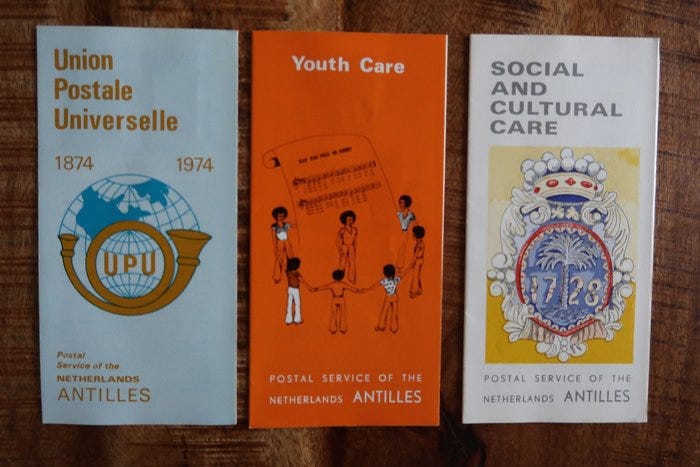 Union
Postale
Universelle
1874 1974
UPU
Postal
Service of the
NETHERLANDS
ANTILLES
Youth Care
POSTAL SERVICE OF THE
NETHERLANDS ANTILLES
SOCIAL
AND
CULTURAL
CARE
1728
POSTAL SERVICE OF THE
NETHERLANDS ANTILLES